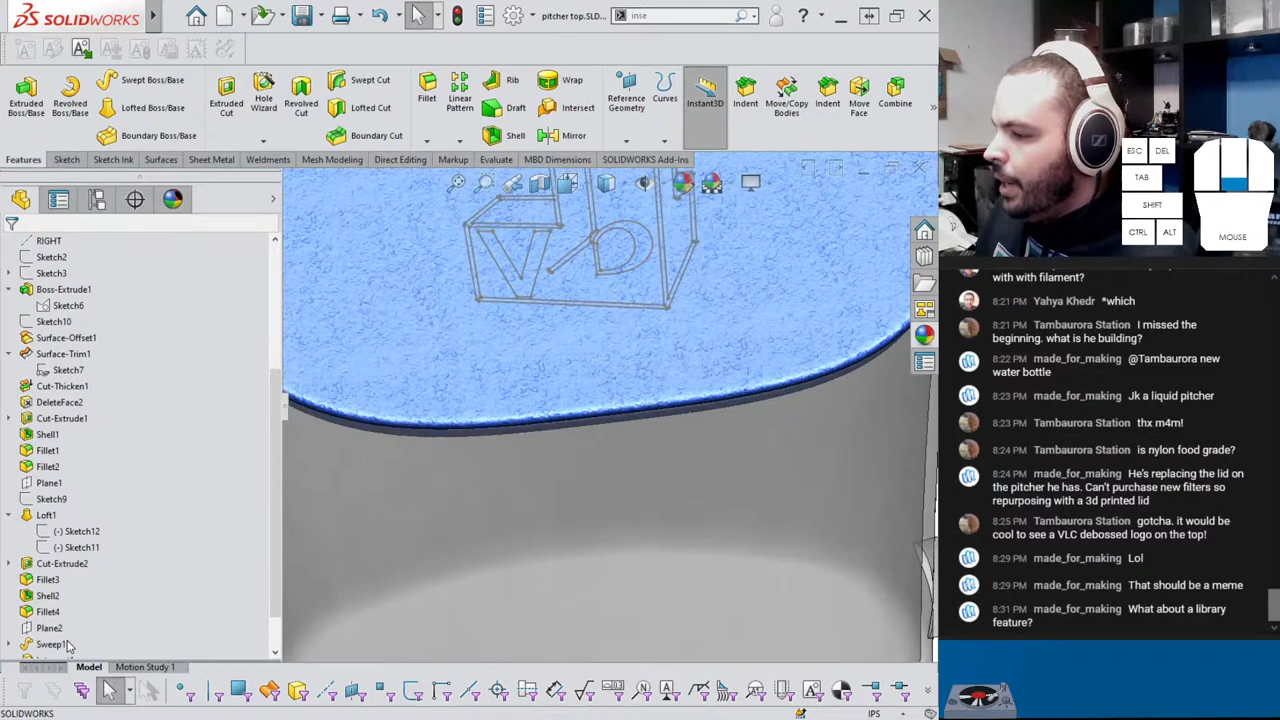 SOLIDWORKS
pitcher top.SLD...
inse
Extruded Boss/Base
Revolved Boss/Base
Swept Boss/Base
Lofted Boss/Base
Boundary Boss/Base
Extruded Cut
Hole Wizard
Revolved Cut
Swept Cut
Lofted Cut
Boundary Cut
Fillet
Linear Pattern
Rib
Draft
Shell
Wrap
Intersect
Mirror
Reference Geometry
Curves
Instant3D
Indent
Move/Copy Bodies
Indent
Move Face
Combine
Features
Sketch
Sketch Ink
Surfaces
Sheet Metal
Weldments
Mesh Modeling
Direct Editing
Markup
Evaluate
MBD Dimensions
SOLIDWORKS Add-Ins
RIGHT
Sketch2
Sketch3
Boss-Extrude1
Sketch6
Sketch10
Surface-Offset1
Surface-Trim1
Sketch7
Cut-Thicken1
DeleteFace2
Cut-Extrude1
Shell1
Fillet1
Fillet2
Plane1
Sketch9
Loft1
(-) Sketch12
(-) Sketch11
Cut-Extrude2
Fillet3
Shell2
Fillet4
Plane2
Sweep1
Model
Motion Study 1
SOLIDWORKS
IPS
ESC
DEL
TAB
SHIFT
CTRL
ALT
MOUSE
with with filament?
8:21 PM Yahya Khedr *which
8:21 PM Tambaurora Station I missed the
beginning. what is he building?
8:22 PM made_for_making @Tambaurora new
water bottle
8:23 PM made_for_making Jk a liquid pitcher
8:23 PM Tambaurora Station thx m4m!
8:24 PM Tambaurora Station is nylon food grade?
8:24 PM made_for_making He's replacing the lid on
the pitcher he has. Can't purchase new filters so
repurposing with a 3d printed lid
8:25 PM Tambaurora Station gotcha. it would be
cool to see a VLC debossed logo on the top!
8:29 PM made_for_making Lol
8:29 PM made_for_making That should be a meme
8:31 PM made_for_making What about a library
feature?